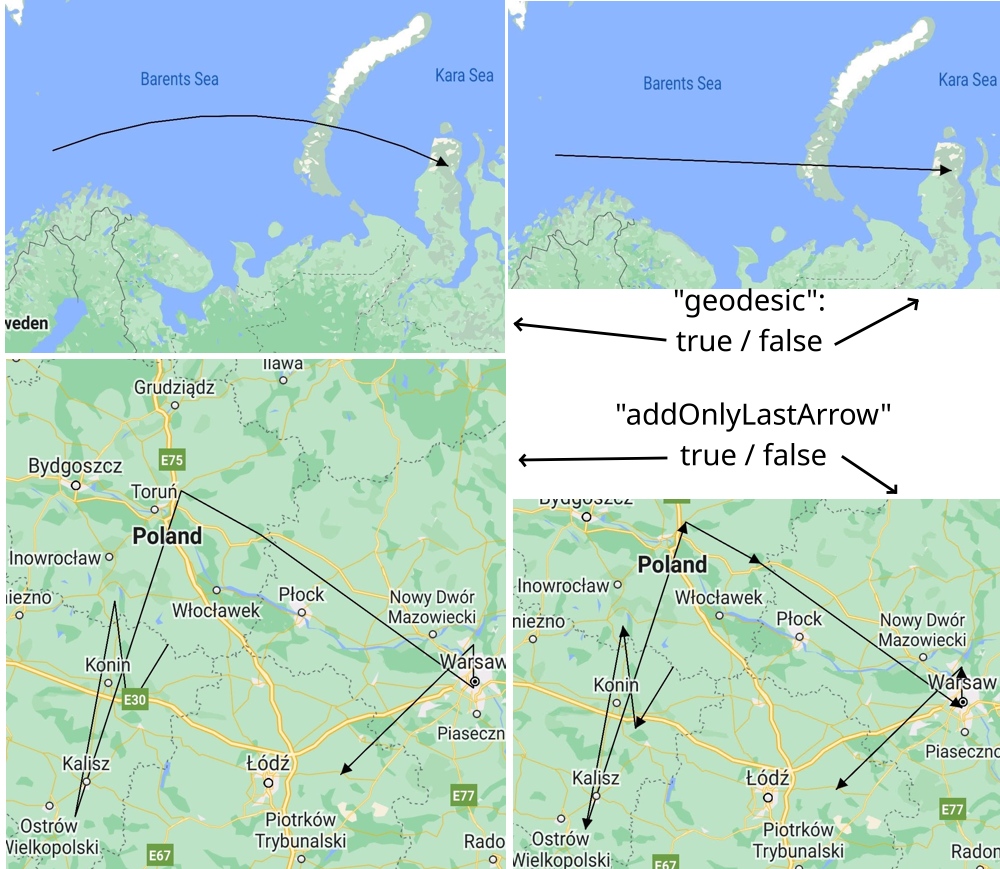 Barents Sea
Kara Sea
weden
Barents Sea
Kara Sea
"geodesic":
true / false
"addOnlyLastArrow"
true / false
Iława
Grudziądz
E75
Bydgoszcz
Toruń
Poland
Inowrocław
niezno
Włocławek
Płock
Nowy Dwór
Mazowiecki
Konin
Warsaw
E30
Piaseczn
Kalisz
Łódź
E77
Ostrów
Wielkopolski
Piotrków
Trybunalski
Rado
E67
Bydgoszcz
Poland
Inowrocław
niezno
Włocławek
Płock
Nowy Dwór
Mazowiecki
Konin
Warsaw
Piaseczno
Kalisz
Łódź
E77
Ostrów
Wielkopolski
Piotrków
Trybunalski
Radom
E67